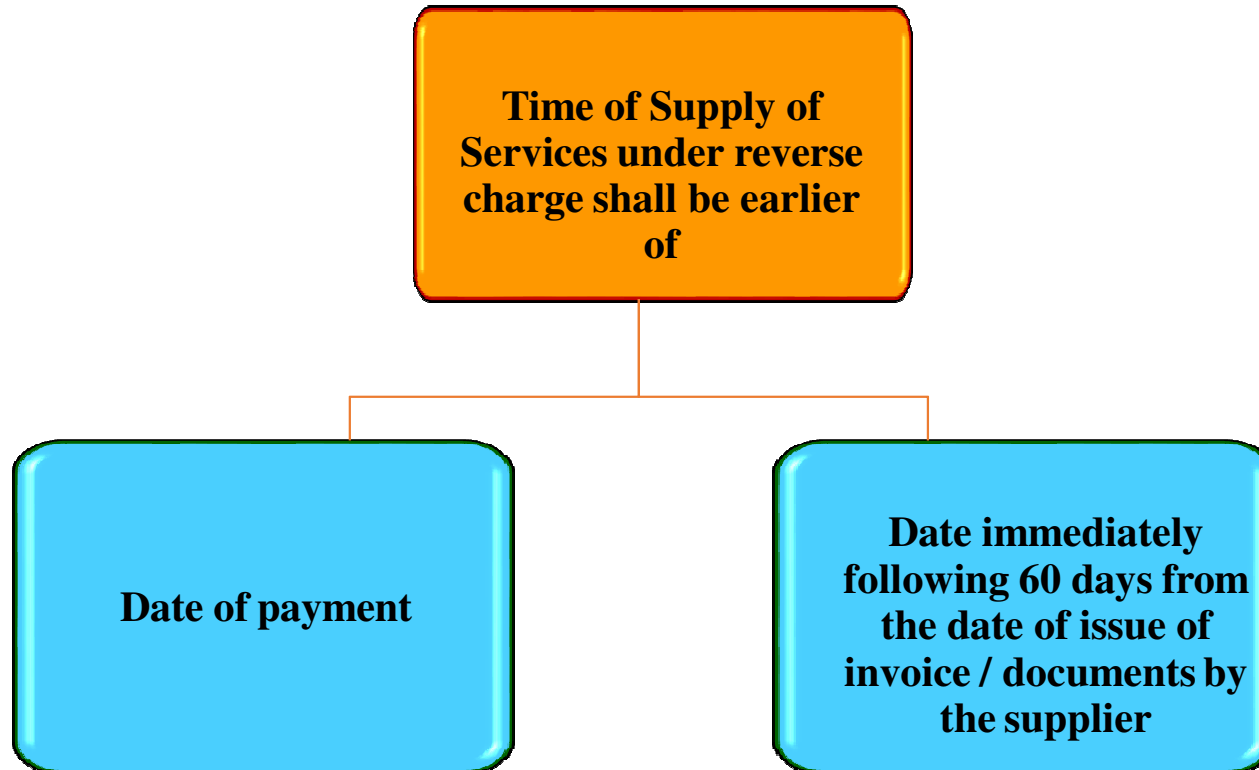 Time of Supply of
Services under reverse
charge shall be earlier
of
Date of payment
Date immediately
following 60 days from
the date of issue of
invoice / documents by
the supplier